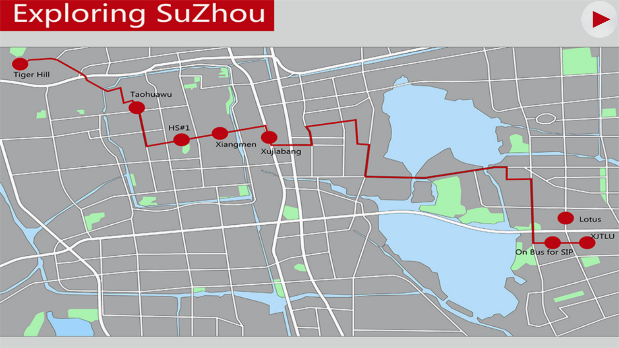 Exploring SuZhou
Tiger Hill
Taohuawu
HS#1
Xiangmen
Xujiabang
Lotus
XJTLU
On Bus for SIP